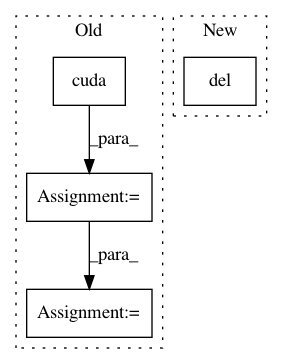 Old
New
cuda
del
_para_
Assignment:=
_para_
Assignment:=